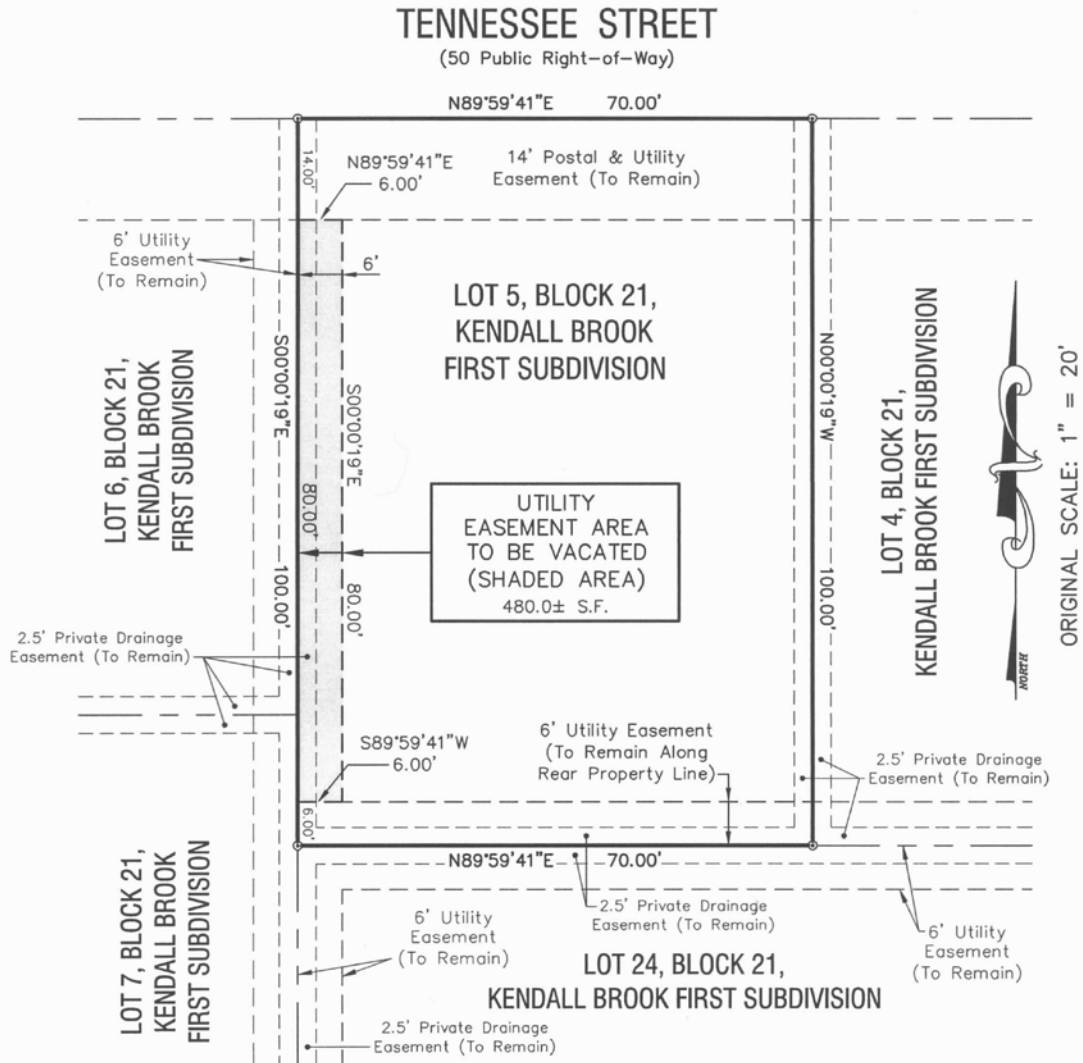 TENNESSEE STREET
(50 Public Right-of-Way)
N89°59'41"E 70.00'
14.00'
N89°59'41"E
6.00'
14' Postal & Utility
Easement (To Remain)
6' Utility
Easement
(To Remain)
6'
LOT 5, BLOCK 21,
KENDALL BROOK
FIRST SUBDIVISION
LOT 6, BLOCK 21,
KENDALL BROOK
FIRST SUBDIVISION
S00°00'19"E
100.00'
80.00'
S00°00'19"E
80.00'
UTILITY
EASEMENT AREA
TO BE VACATED
(SHADED AREA)
480.0± S.F.
N00°00'19"W
100.00'
LOT 4, BLOCK 21,
KENDALL BROOK FIRST SUBDIVISION
NORTH
ORIGINAL SCALE: 1" = 20'
2.5' Private Drainage
Easement (To Remain)
S89°59'41"W
6.00'
6' Utility Easement
(To Remain Along
Rear Property Line)
2.5' Private Drainage
Easement (To Remain)
6.00'
N89°59'41"E 70.00'
LOT 7, BLOCK 21,
KENDALL BROOK
FIRST SUBDIVISION
6' Utility
Easement
(To Remain)
2.5' Private Drainage
Easement (To Remain)
6' Utility
Easement
(To Remain)
LOT 24, BLOCK 21,
KENDALL BROOK FIRST SUBDIVISION
2.5' Private Drainage
Easement (To Remain)